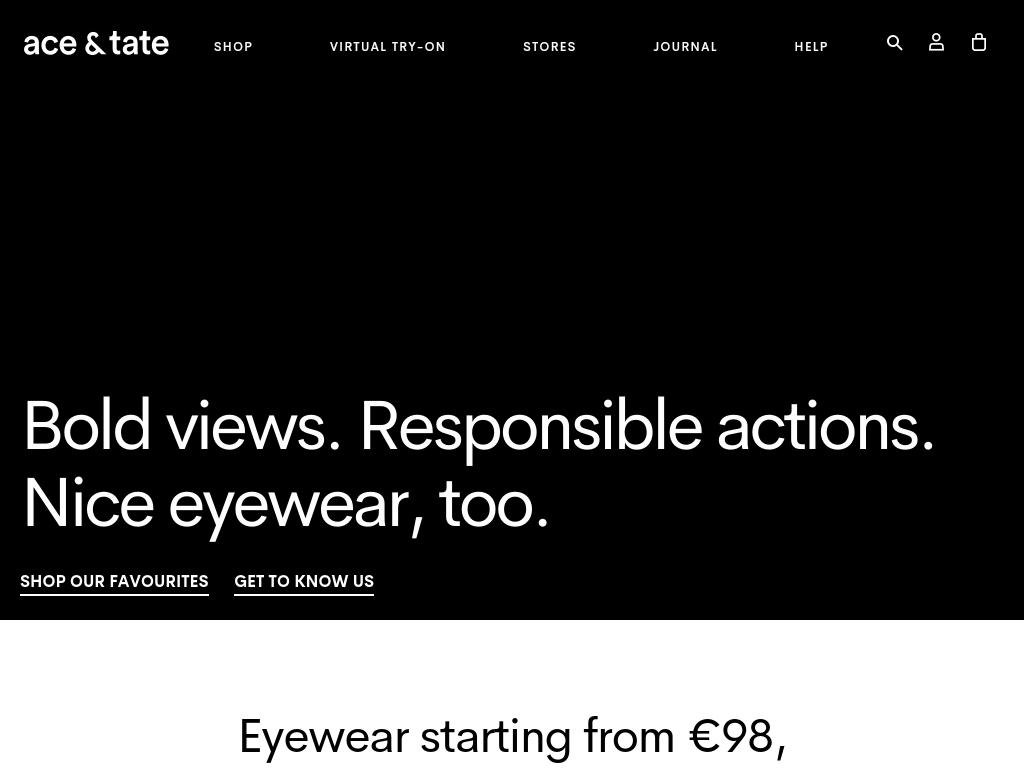 ace & tate
SHOP
VIRTUAL TRY-ON
STORES
JOURNAL
HELP
Bold views. Responsible actions.
Nice eyewear, too.
SHOP OUR FAVOURITES
GET TO KNOW US
Eyewear starting from €98,